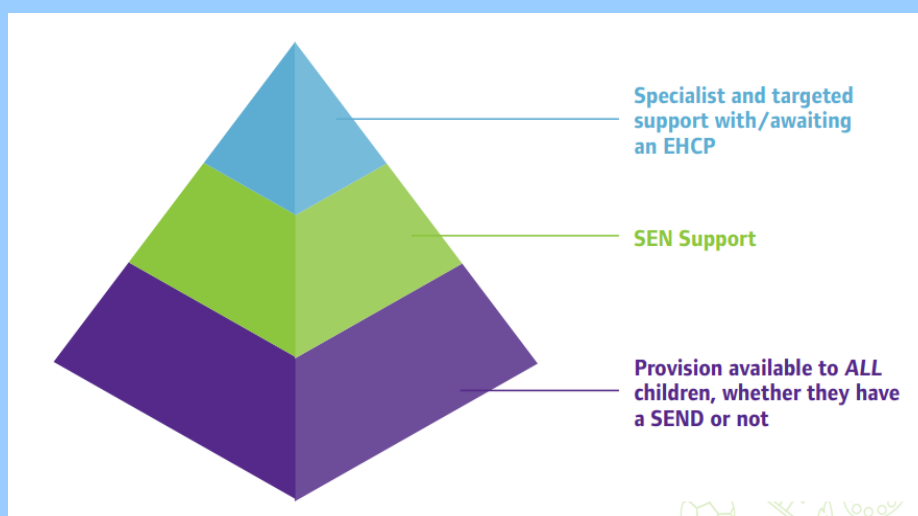 Specialist and targeted
support with/awaiting
an EHCP
SEN Support
Provision available to ALL
children, whether they have
a SEND or not